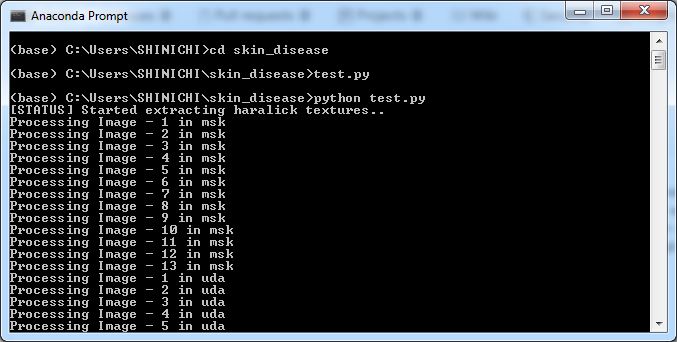 Anaconda Prompt
(base) C:\Users\SHINICHI>cd skin_disease
(base) C:\Users\SHINICHI\skin_disease>test.py
(base) C:\Users\SHINICHI\skin_disease>python test.py
[STATUS] Started extracting haralick textures..
Processing Image - 1 in msk
Processing Image - 2 in msk
Processing Image - 3 in msk
Processing Image - 4 in msk
Processing Image - 5 in msk
Processing Image - 6 in msk
Processing Image - 7 in msk
Processing Image - 8 in msk
Processing Image - 9 in msk
Processing Image - 10 in msk
Processing Image - 11 in msk
Processing Image - 12 in msk
Processing Image - 13 in msk
Processing Image - 1 in uda
Processing Image - 2 in uda
Processing Image - 3 in uda
Processing Image - 4 in uda
Processing Image - 5 in uda